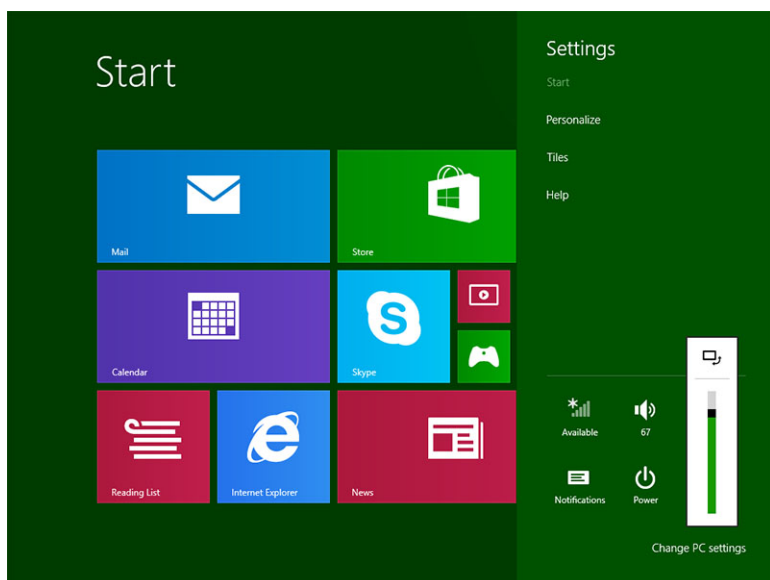 Start
Mail
Store
Calendar
Skype
Reading List
Internet Explorer
News
Settings
Start
Personalize
Tiles
Help
Available
67
Notifications
Power
Change PC settings